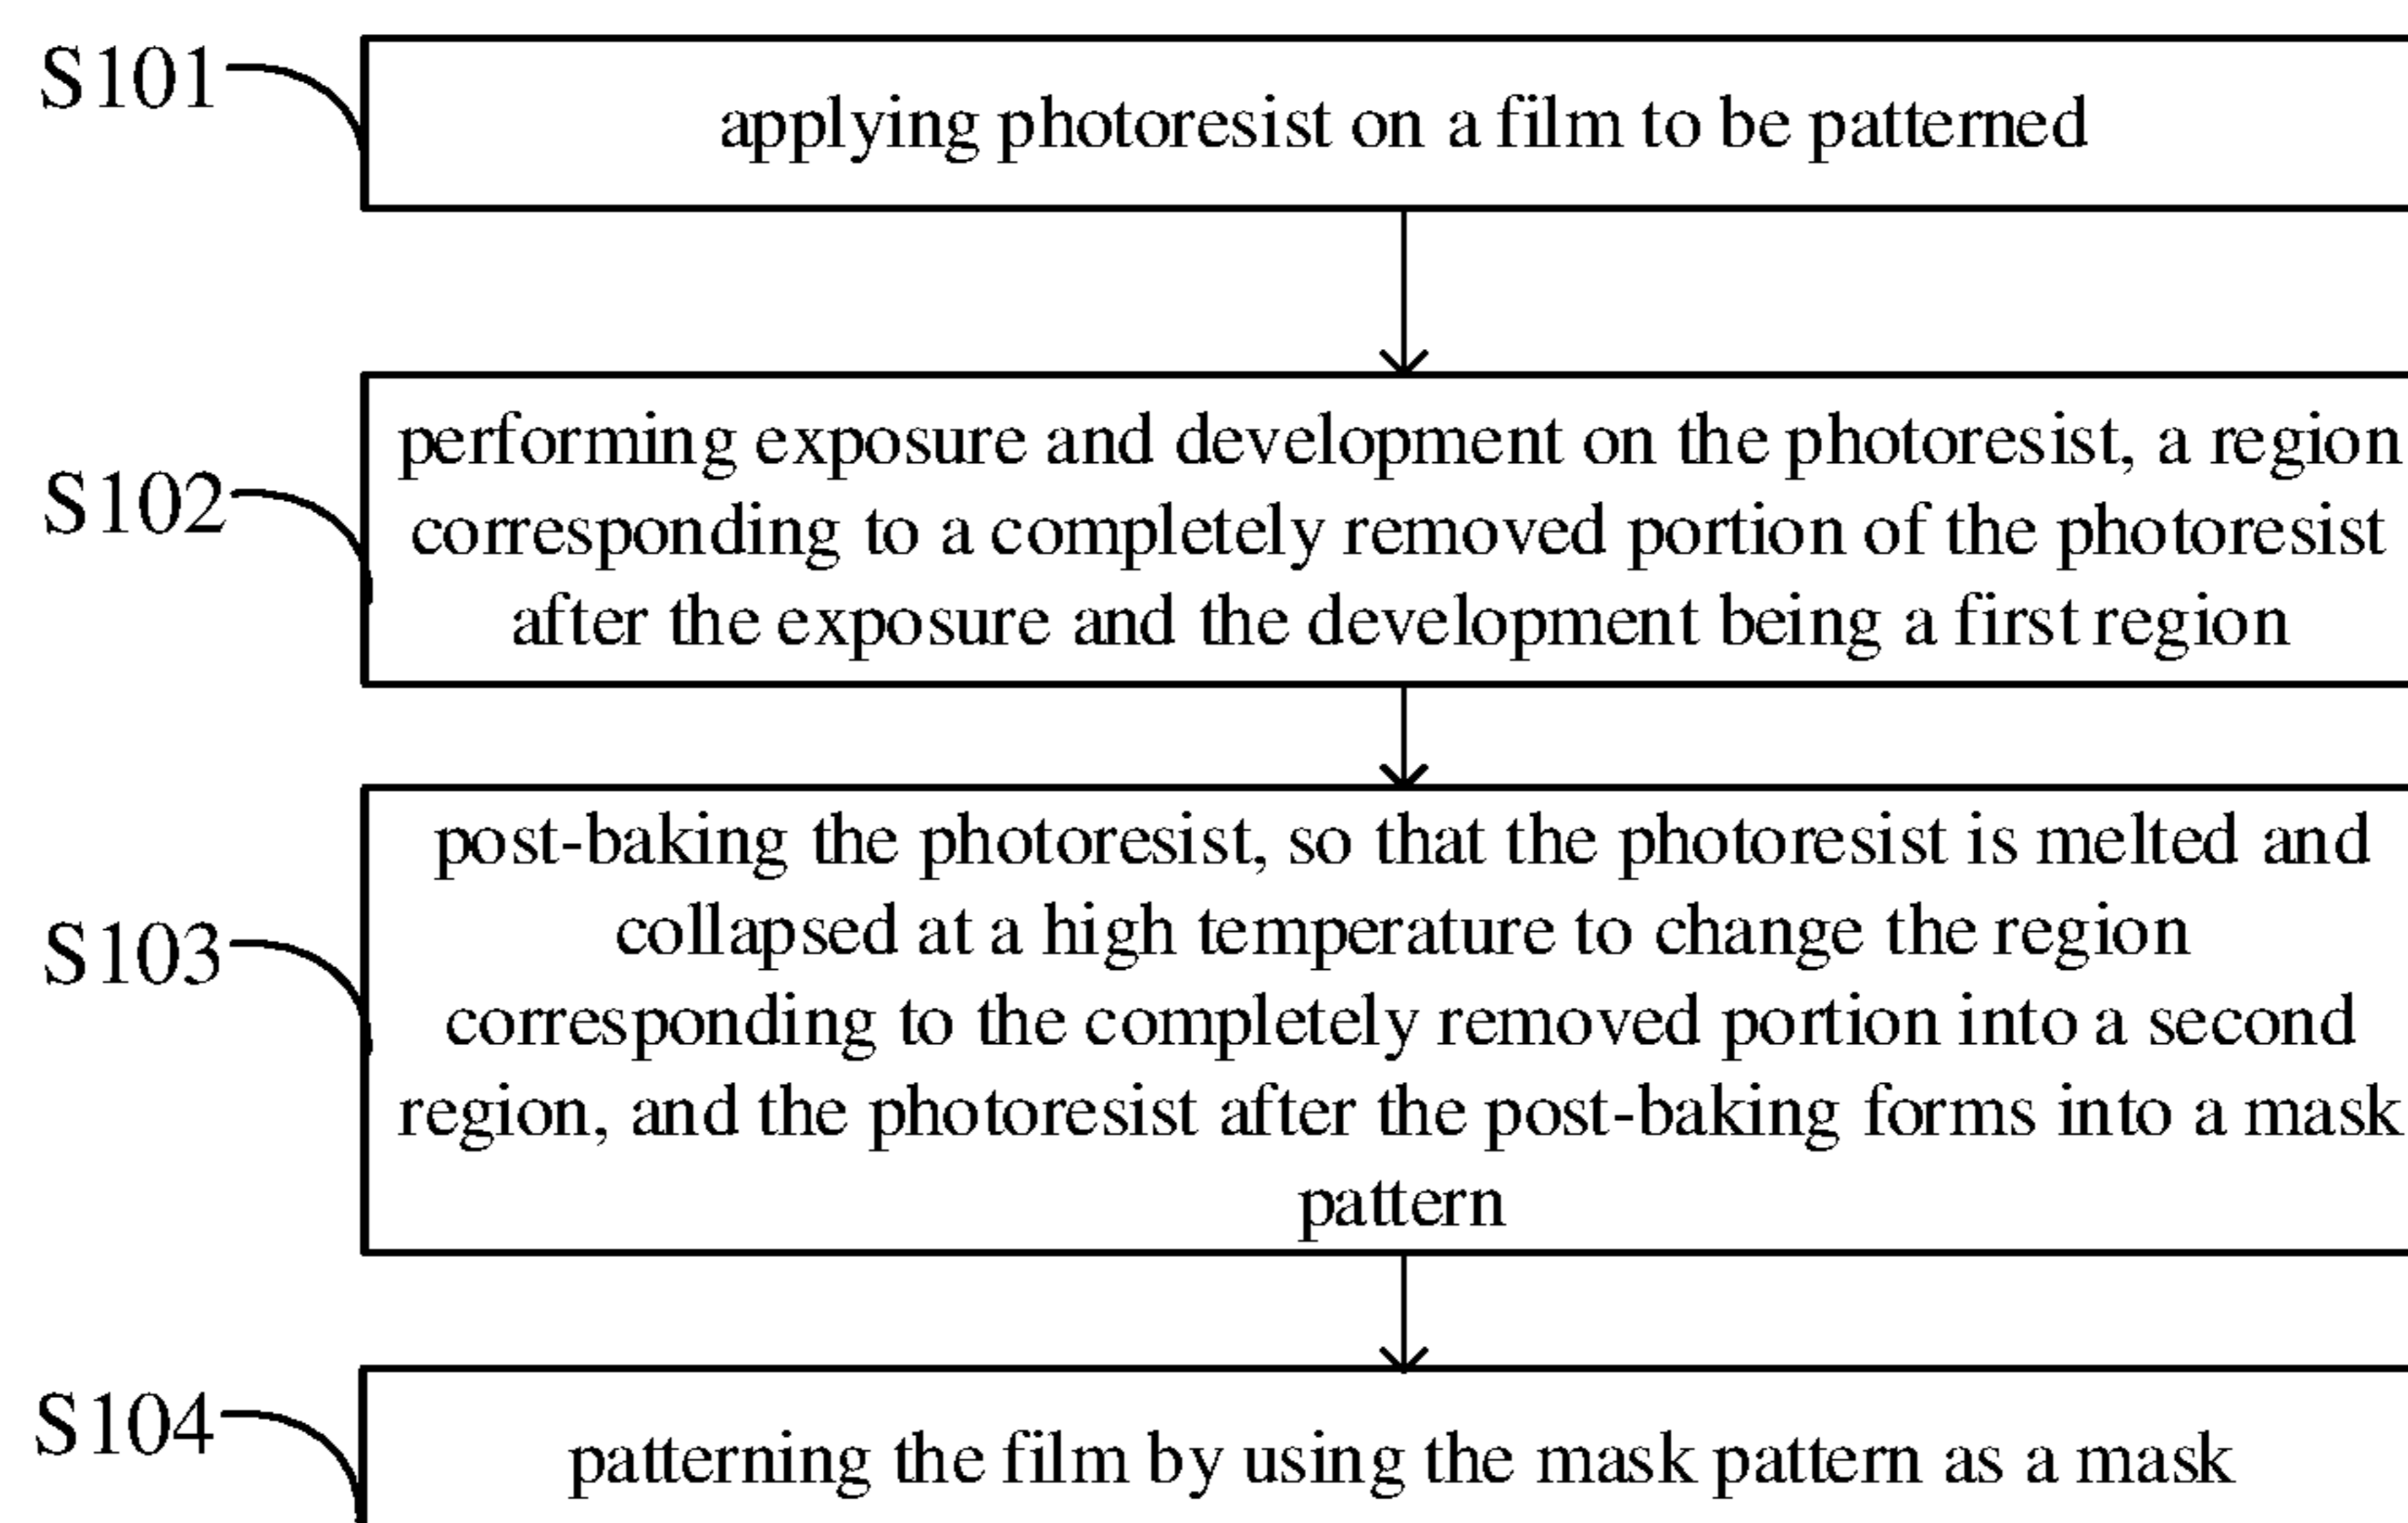 S101
applying photoresist on a film to be patterned
S102
performing exposure and development on the photoresist, a region
corresponding to a completely removed portion of the photoresist
after the exposure and the development being a first region
S103
post-baking the photoresist, so that the photoresist is melted and
collapsed at a high temperature to change the region
corresponding to the completely removed portion into a second
region, and the photoresist after the post-baking forms into a mask
pattern
S104
patterning the film by using the mask pattern as a mask